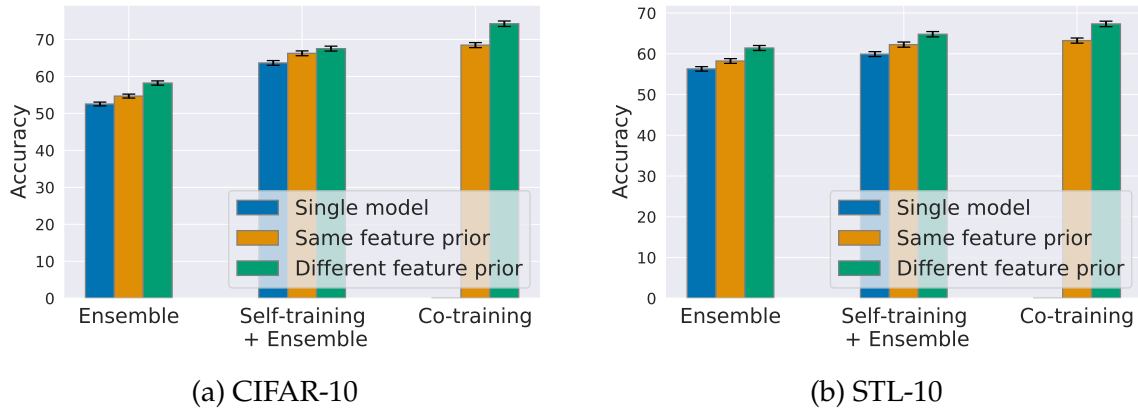 Accuracy
70
60
50
40
30
20
10
0
Single model
Same feature prior
Different feature prior
Ensemble
Self-training
+ Ensemble
Co-training
(a) CIFAR-10
Accuracy
70
60
50
40
30
20
10
0
Single model
Same feature prior
Different feature prior
Ensemble
Self-training
+ Ensemble
Co-training
(b) STL-10